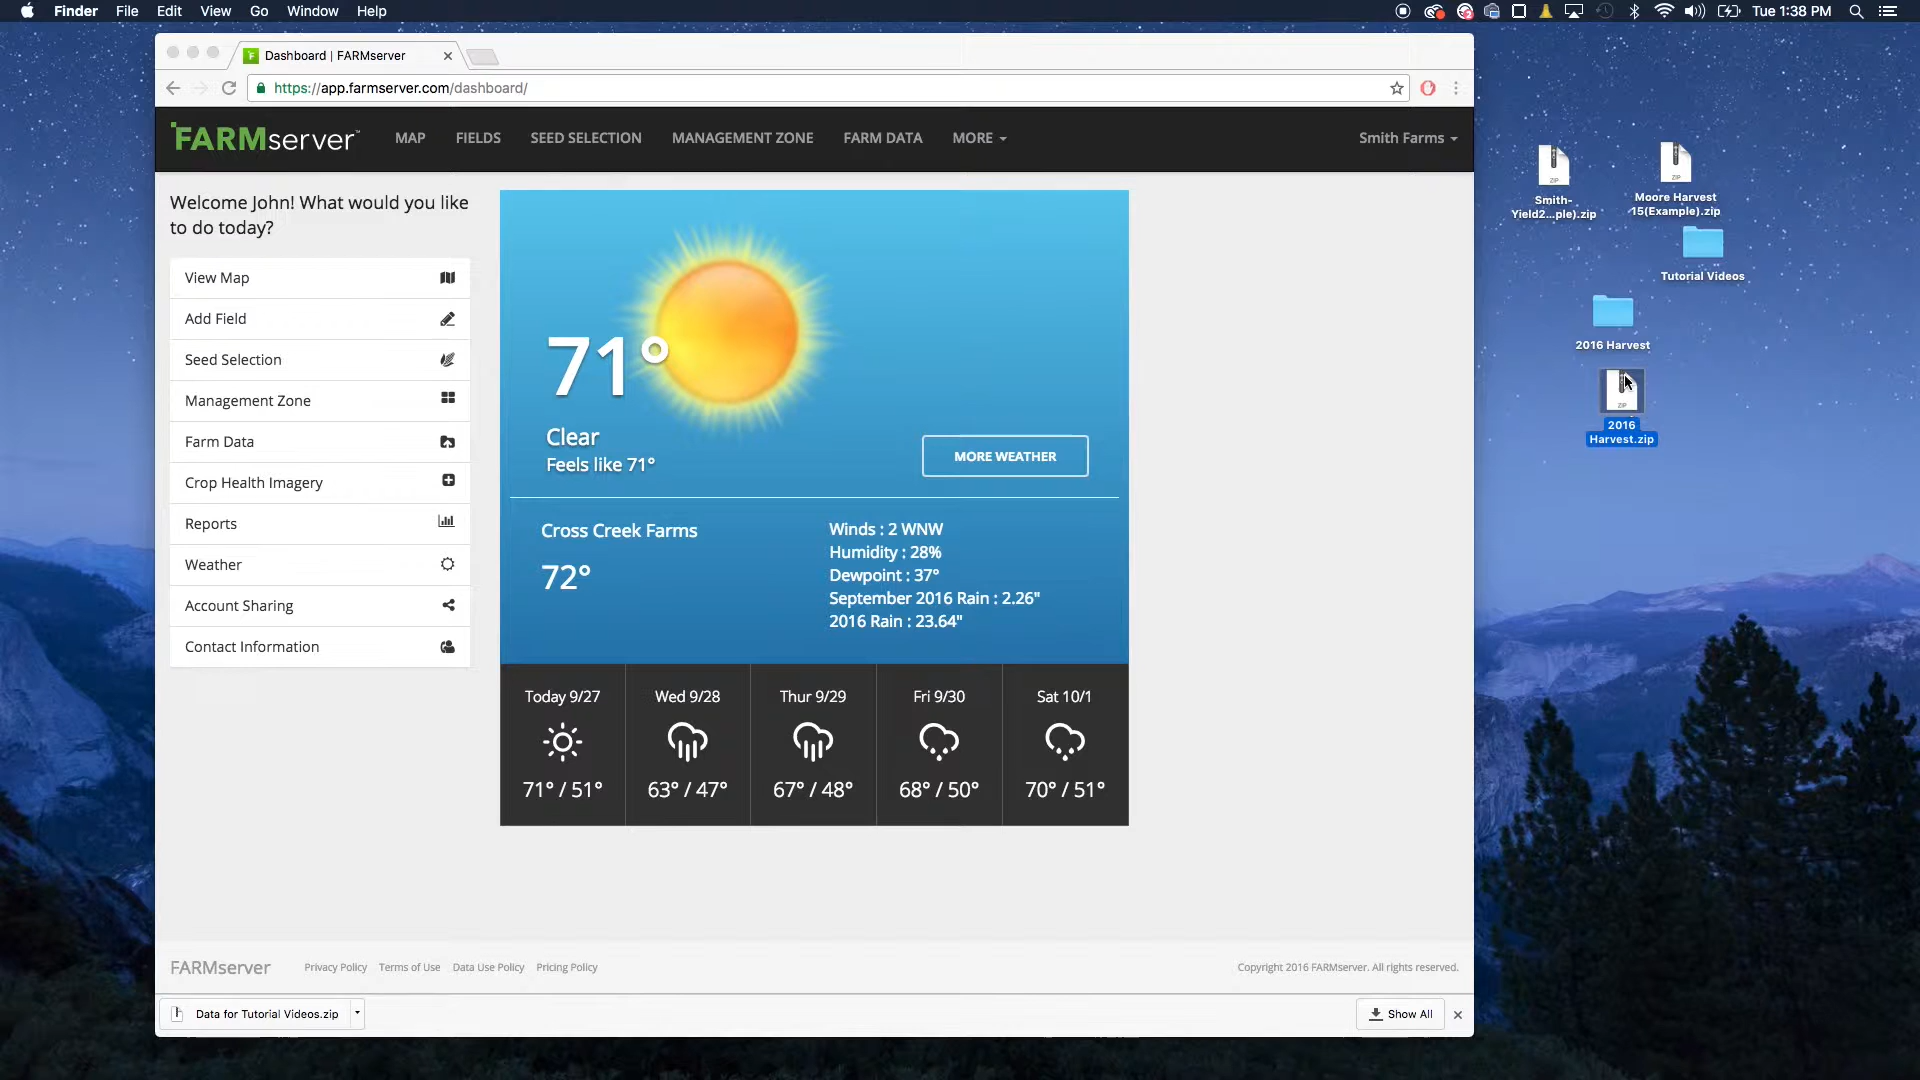 Finder File Edit View Go Window Help
Tue 1:38 PM
Dashboard | FARMserver
https://app.farmserver.com/dashboard/
FARMserver™
MAP FIELDS SEED SELECTION MANAGEMENT ZONE FARM DATA MORE
Smith Farms
Welcome John! What would you like
to do today?
View Map
Add Field
Seed Selection
Management Zone
Farm Data
Crop Health Imagery
Reports
Weather
Account Sharing
Contact Information
71°
Clear
Feels like 71°
MORE WEATHER
Cross Creek Farms
72°
Winds : 2 WNW
Humidity : 28%
Dewpoint : 37°
September 2016 Rain : 2.26"
2016 Rain : 23.64"
Today 9/27 Wed 9/28 Thur 9/29 Fri 9/30 Sat 10/1
71° / 51° 63° / 47° 67° / 48° 68° / 50° 70° / 51°
FARMserver
Privacy Policy Terms of Use Data Use Policy Pricing Policy
Copyright 2016 FARMserver. All rights reserved.
Data for Tutorial Videos.zip
Show All
ZIP
Smith-
Yield2...ple).zip
ZIP
Moore Harvest
15(Example).zip
Tutorial Videos
2016 Harvest
ZIP
2016
Harvest.zip